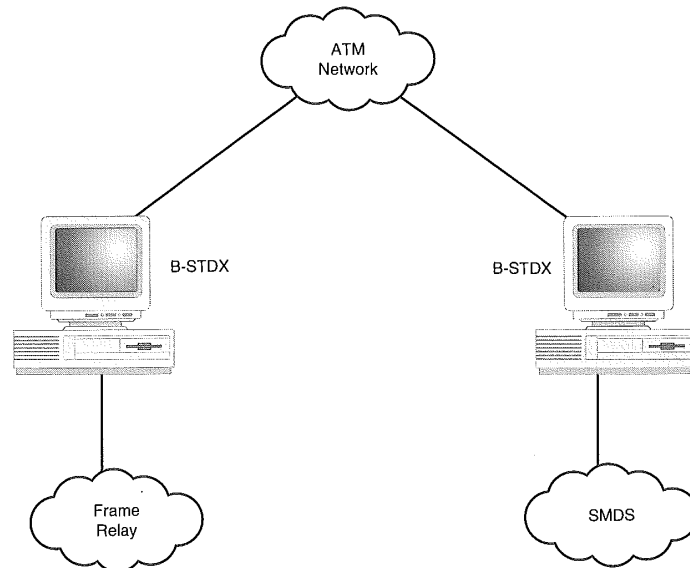 ATM
Network
B-STDX
B-STDX
Frame
Relay
SMDS